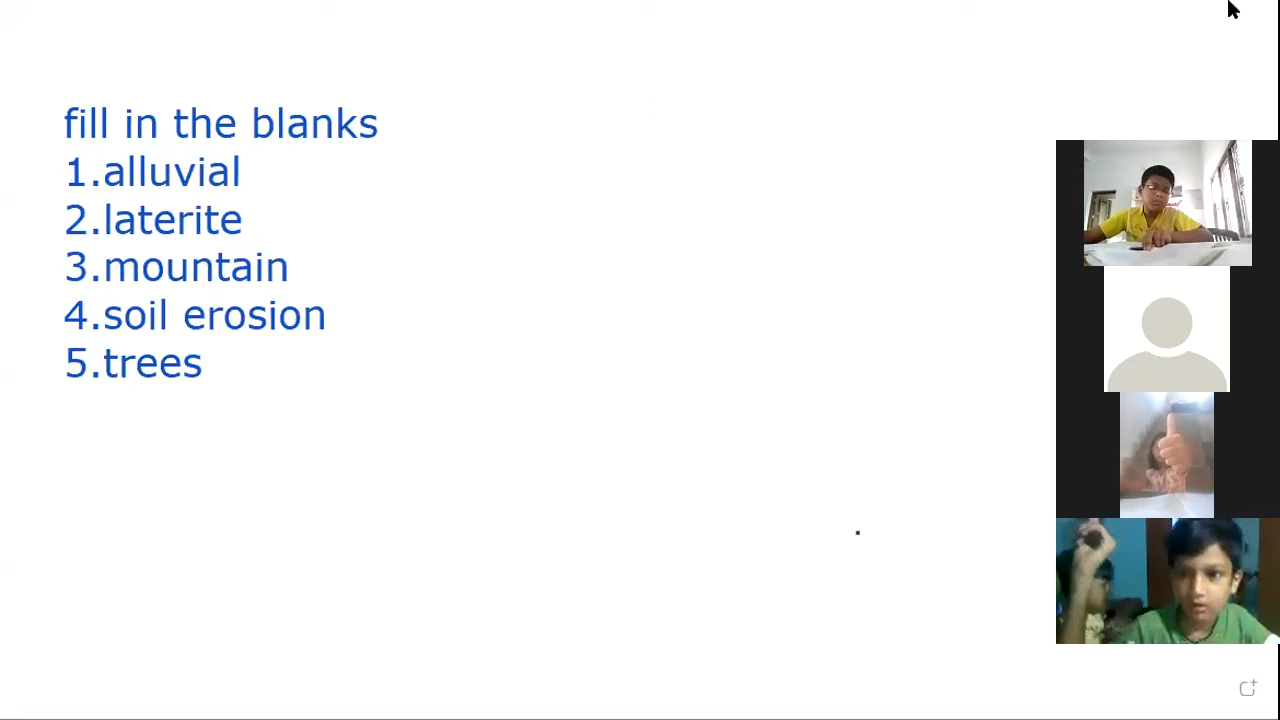 fill in the blanks
1.alluvial
2.laterite
3.mountain
4.soil erosion
5.trees